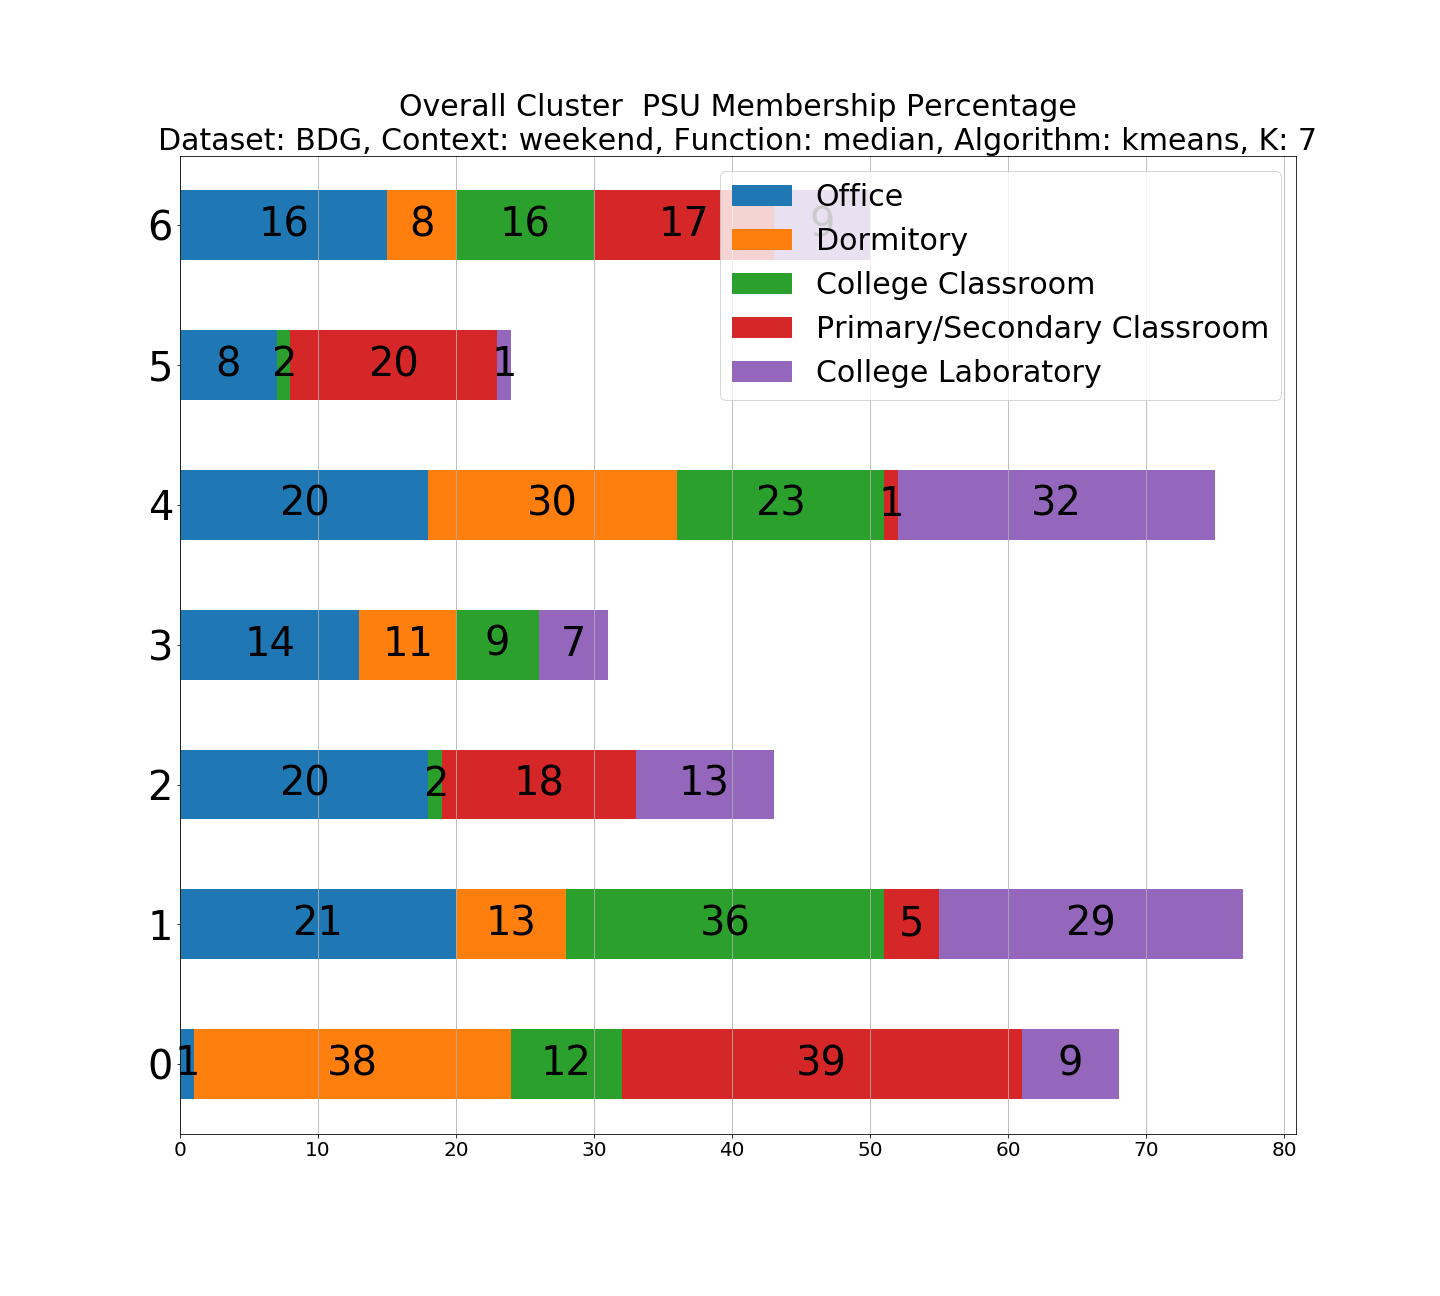 Overall Cluster  PSU Membership Percentage
Dataset: BDG, Context: weekend, Function: median, Algorithm: kmeans, K: 7
Office
Dormitory
College Classroom
Primary/Secondary Classroom
College Laboratory
6 16 8 16 17 9
5 8 2 20 1
4 20 30 23 1 32
3 14 11 9 7
2 20 2 18 13
1 21 13 36 5 29
0 1 38 12 39 9
0 10 20 30 40 50 60 70 80